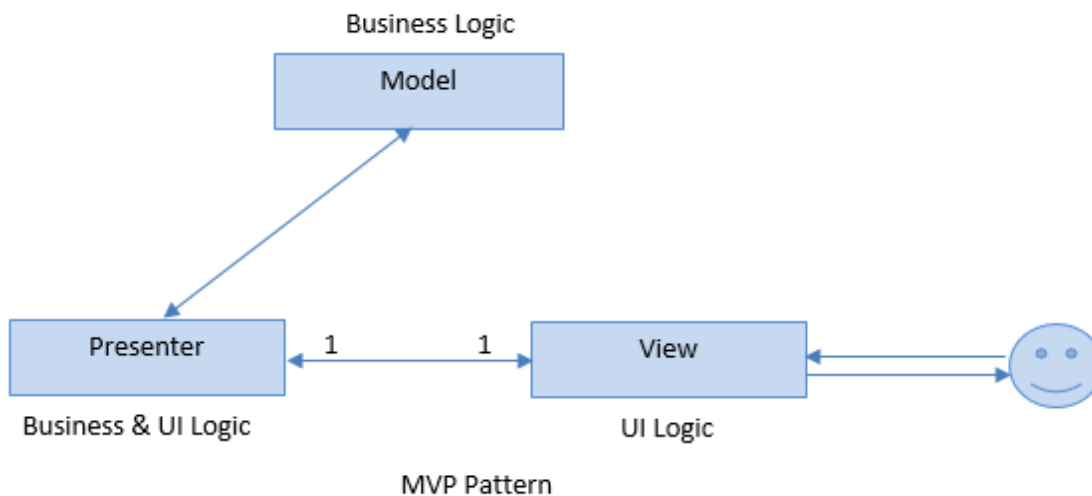 Business Logic
Model
Presenter
1
1
View
Business & UI Logic
UI Logic
MVP Pattern